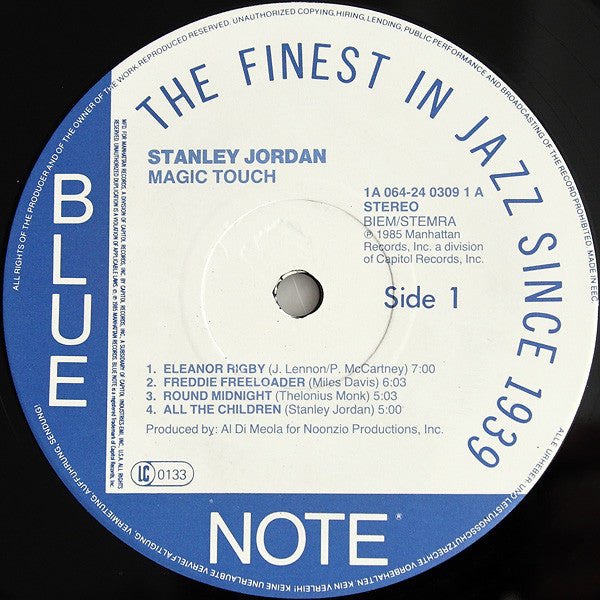 ALL RIGHTS OF THE PRODUCER AND OF THE OWNER OF THE WORK REPRODUCED RESERVED. UNAUTHORIZED COPYING, HIRING, LENDING, PUBLIC PERFORMANCE AND BROADCASTING OF THE RECORD PROHIBITED. MADE IN EEC.
THE FINEST IN JAZZ SINCE 1939
BLUE
STANLEY JORDAN
MAGIC TOUCH
1A 064-24 0309 1 A
STEREO
BIEM/STEMRA
℗ 1985 Manhattan
Records, Inc. a division
of Capitol Records, Inc.
Side 1
1. ELEANOR RIGBY (J. Lennon/P. McCartney) 7:00
2. FREDDIE FREELOADER (Miles Davis) 6:03
3. ROUND MIDNIGHT (Thelonius Monk) 5:53
4. ALL THE CHILDREN (Stanley Jordan) 5:00
Produced by: Al Di Meola for Noonzio Productions, Inc.
LC 0133
NOTE
ALLE URHEBER- UND LEISTUNGSSCHUTZRECHTE VORBEHALTEN. KEIN VERLEIH! KEINE UNERLAUBTE VERVIELFÄLTIGUNG, VERMIETUNG, AUFFÜHRUNG, SENDUNG!